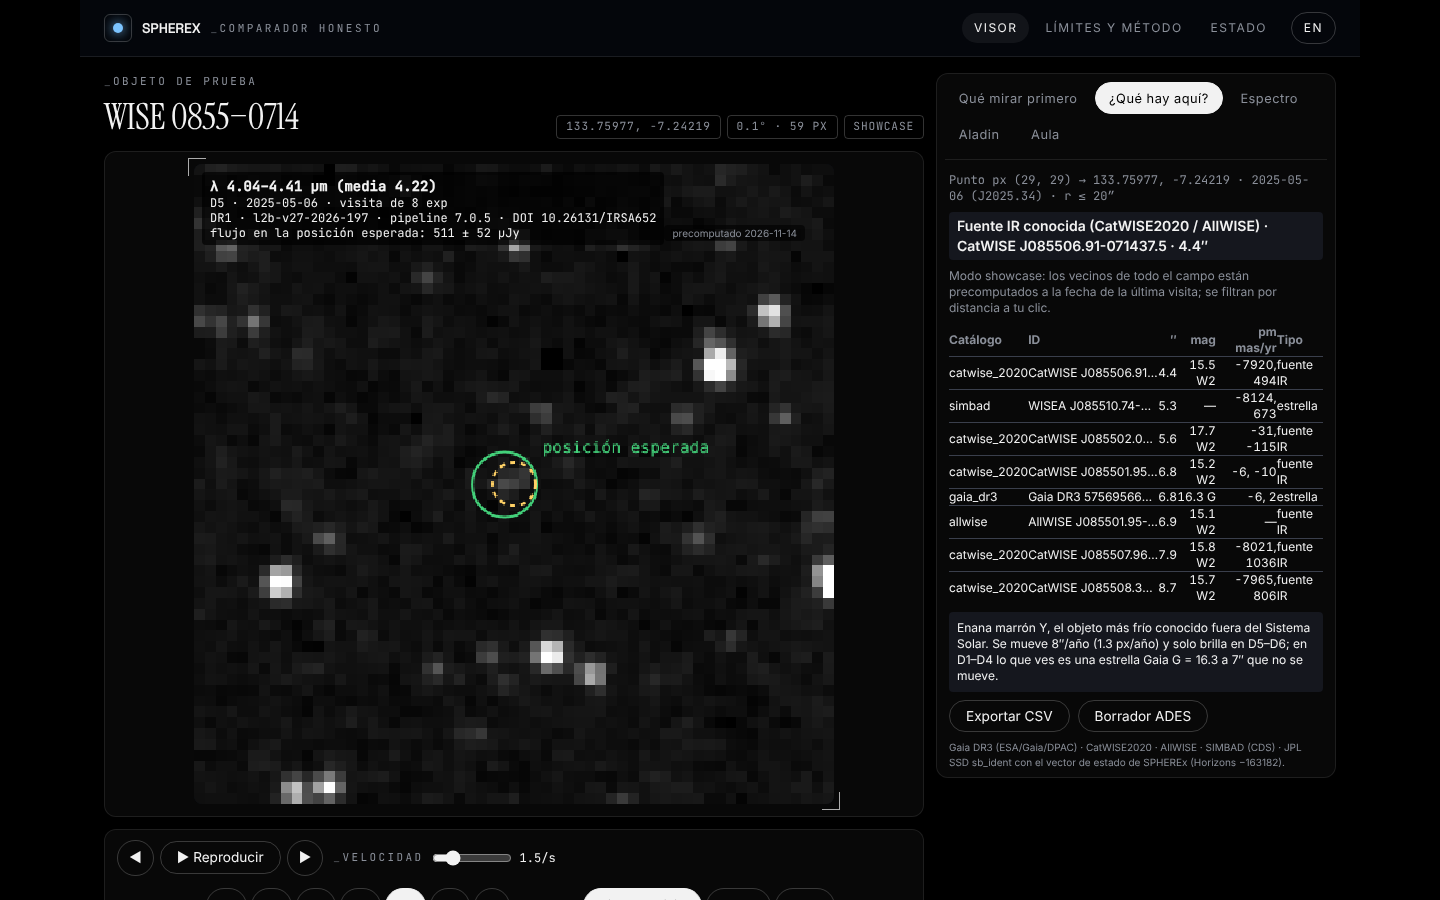 SPHEREX _COMPARADOR HONESTO
VISOR LÍMITES Y MÉTODO ESTADO EN
_OBJETO DE PRUEBA
WISE 0855−0714
133.75977, -7.24219 0.1° · 59 PX SHOWCASE
λ 4.04–4.41 µm (media 4.22)
D5 · 2025-05-06 · visita de 8 exp
DR1 · l2b-v27-2026-197 · pipeline 7.0.5 · DOI 10.26131/IRSA652
flujo en la posición esperada: 511 ± 52 µJy
precomputado 2026-11-14
posición esperada
◀ ▶ Reproducir ▶ _VELOCIDAD 1.5/s
Qué mirar primero ¿Qué hay aquí? Espectro
Aladin Aula
Punto px (29, 29) → 133.75977, -7.24219 · 2025-05-
06 (J2025.34) · r ≤ 20″
Fuente IR conocida (CatWISE2020 / AllWISE) ·
CatWISE J085506.91-071437.5 · 4.4″
Modo showcase: los vecinos de todo el campo están
precomputados a la fecha de la última visita; se filtran por
distancia a tu clic.
Catálogo ID ″ mag pm mas/yr Tipo
catwise_2020 CatWISE J085506.91… 4.4 15.5 W2 -7920, 494 fuente IR
simbad WISEA J085510.74-… 5.3 — -8124, 673 estrella
catwise_2020 CatWISE J085502.0… 5.6 17.7 W2 -31, -115 fuente IR
catwise_2020 CatWISE J085501.95… 6.8 15.2 W2 -6, -10 fuente IR
gaia_dr3 Gaia DR3 57569566… 6.8 16.3 G -6, 2 estrella
allwise AllWISE J085501.95-… 6.9 15.1 W2 — fuente IR
catwise_2020 CatWISE J085507.96… 7.9 15.8 W2 -8021, 1036 fuente IR
catwise_2020 CatWISE J085508.3… 8.7 15.7 W2 -7965, 806 fuente IR
Enana marrón Y, el objeto más frío conocido fuera del Sistema
Solar. Se mueve 8″/año (1.3 px/año) y solo brilla en D5–D6; en
D1–D4 lo que ves es una estrella Gaia G = 16.3 a 7″ que no se
mueve.
Exportar CSV Borrador ADES
Gaia DR3 (ESA/Gaia/DPAC) · CatWISE2020 · AllWISE · SIMBAD (CDS) · JPL
SSD sb_ident con el vector de estado de SPHEREx (Horizons −163182).